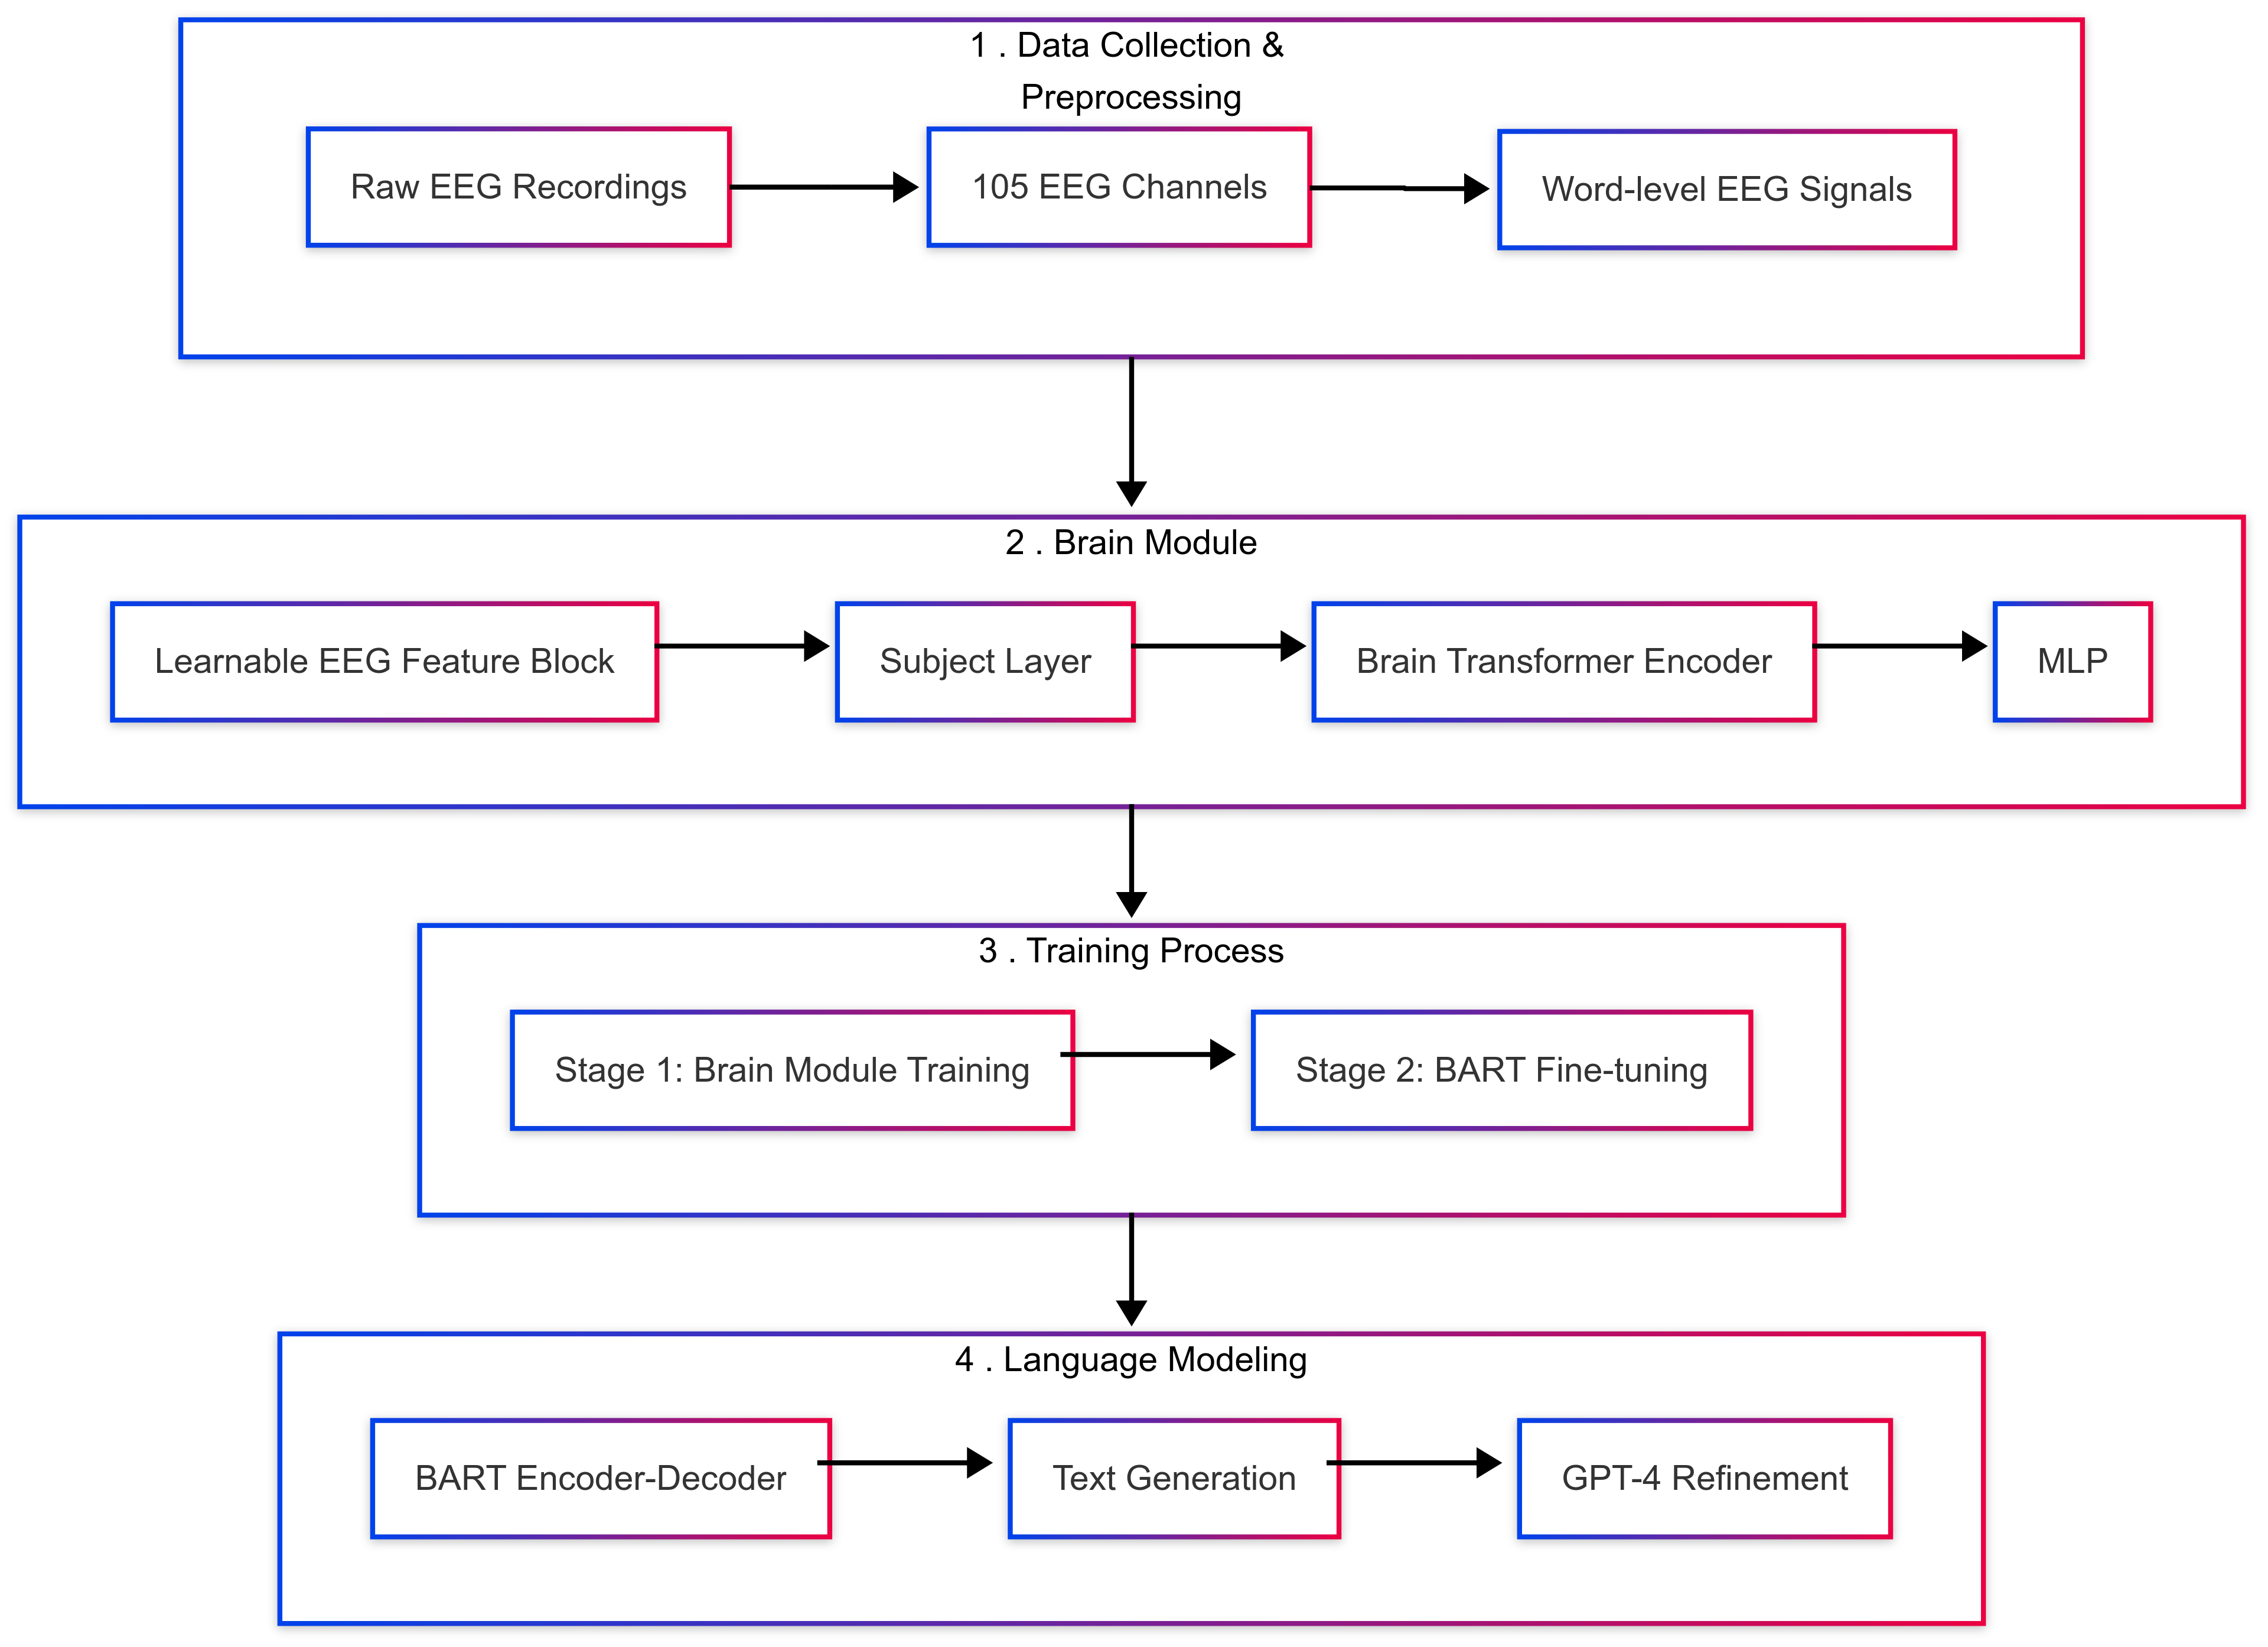 1 . Data Collection &
Preprocessing
Raw EEG Recordings
105 EEG Channels
Word-level EEG Signals
2 . Brain Module
Learnable EEG Feature Block
Subject Layer
Brain Transformer Encoder
MLP
3 . Training Process
Stage 1: Brain Module Training
Stage 2: BART Fine-tuning
4 . Language Modeling
BART Encoder-Decoder
Text Generation
GPT-4 Refinement